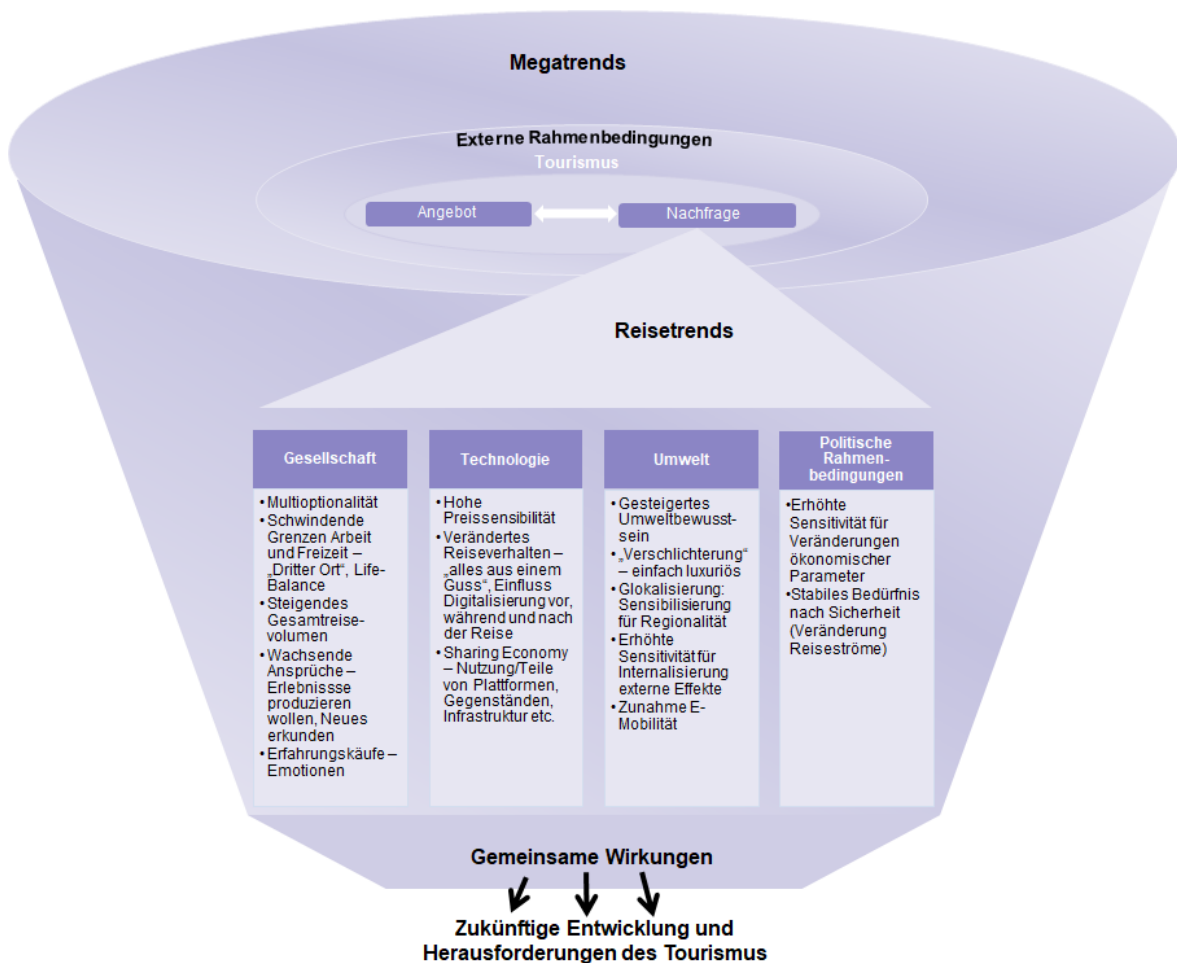 Megatrends
Externe Rahmenbedingungen
Tourismus
Angebot
Nachfrage
Reisetrends
Gesellschaft
•Multioptionalität
•Schwindende
Grenzen Arbeit
und Freizeit –
„Dritter Ort“, Life-
Balance
•Steigendes
Gesamtreise-
volumen
•Wachsende
Ansprüche –
Erlebnissse
produzieren
wollen, Neues
erkunden
•Erfahrungskäufe –
Emotionen
Technologie
•Hohe
Preissensibilität
•Verändertes
Reiseverhalten –
„alles aus einem
Guss“, Einfluss
Digitalisierung vor,
während und nach
der Reise
•Sharing Economy
– Nutzung/Teile
von Plattformen,
Gegenständen,
Infrastruktur etc.
Umwelt
•Gesteigertes
Umweltbewusst-
sein
•„Verschlichterung“
– einfach luxuriös
•Glokalisierung:
Sensibilisierung
für Regionalität
•Erhöhte
Sensitivität für
Internalisierung
externe Effekte
•Zunahme E-
Mobilität
Politische
Rahmen-
bedingungen
•Erhöhte
Sensitivität für
Veränderungen
ökonomischer
Parameter
•Stabiles Bedürfnis
nach Sicherheit
(Veränderung
Reiseströme)
Gemeinsame Wirkungen
Zukünftige Entwicklung und
Herausforderungen des Tourismus